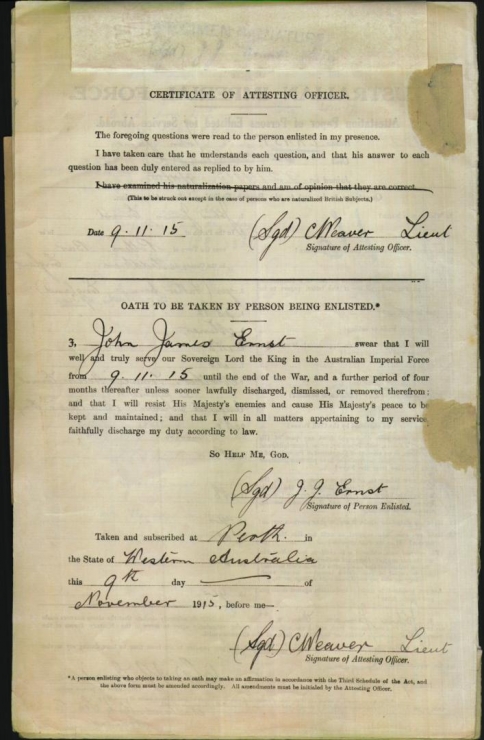 CERTIFICATE OF ATTESTING OFFICER.
The foregoing questions were read to the person enlisted in my presence.
I have taken care that he understands each question, and that his answer to each
question has been duly entered as replied to by him.
I have examined his naturalization papers and am of opinion that they are correct.
(This to be struck out except in the case of persons who are naturalized British Subjects.)
Date 9.11.15 (Sgd) C Weaver Lieut
Signature of Attesting Officer.
OATH TO BE TAKEN BY PERSON BEING ENLISTED.*
3, John James Ernst swear that I will
well and truly serve our Sovereign Lord the King in the Australian Imperial Force
from 9.11.15 until the end of the War, and a further period of four
months thereafter unless sooner lawfully discharged, dismissed, or removed therefrom;
and that I will resist His Majesty's enemies and cause His Majesty's peace to be
kept and maintained; and that I will in all matters appertaining to my service,
faithfully discharge my duty according to law.
SO HELP ME, GOD.
(Sgd) J. J. Ernst
Signature of Person Enlisted.
Taken and subscribed at Perth. in
the State of Western Australia
this 9th day of
November 1915, before me—
(Sgd) C Weaver Lieut
Signature of Attesting Officer.
*A person enlisting who objects to taking an oath may make an affirmation in accordance with the Third Schedule of the Act, and
the above form must be amended accordingly. All amendments must be initialed by the Attesting Officer.